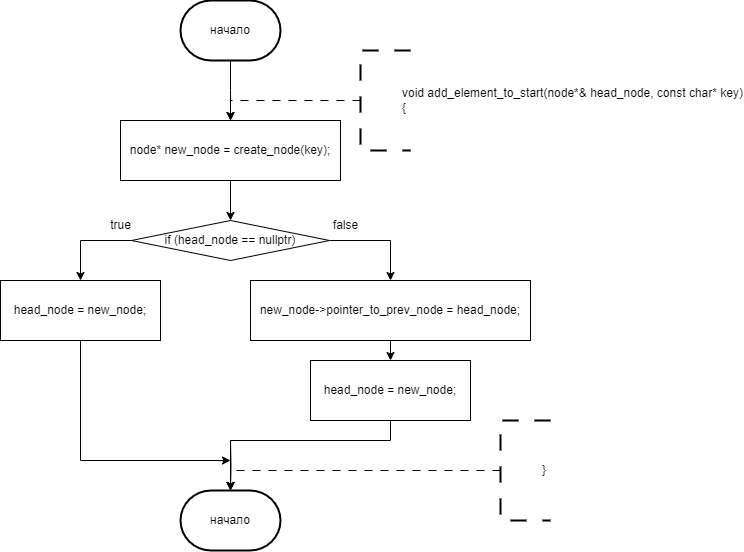 начало
void add_element_to_start(node*& head_node, const char* key)
{
node* new_node = create_node(key);
true
false
if (head_node == nullptr)
head_node = new_node;
new_node->pointer_to_prev_node = head_node;
head_node = new_node;
}
начало